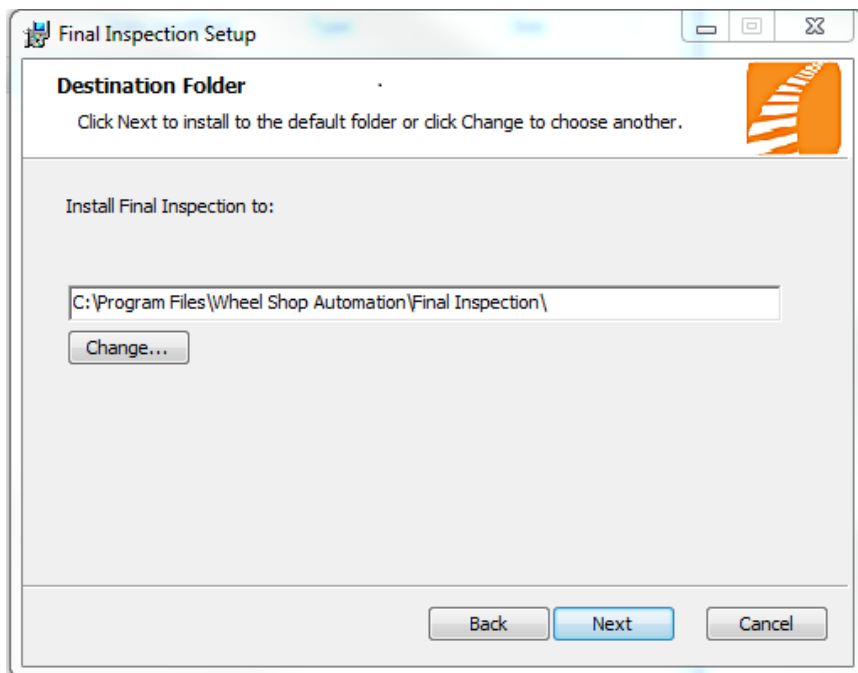 Final Inspection Setup
Destination Folder
Click Next to install to the default folder or click Change to choose another.
Install Final Inspection to:
C:\Program Files\Wheel Shop Automation\Final Inspection\
Change...
Back Next Cancel